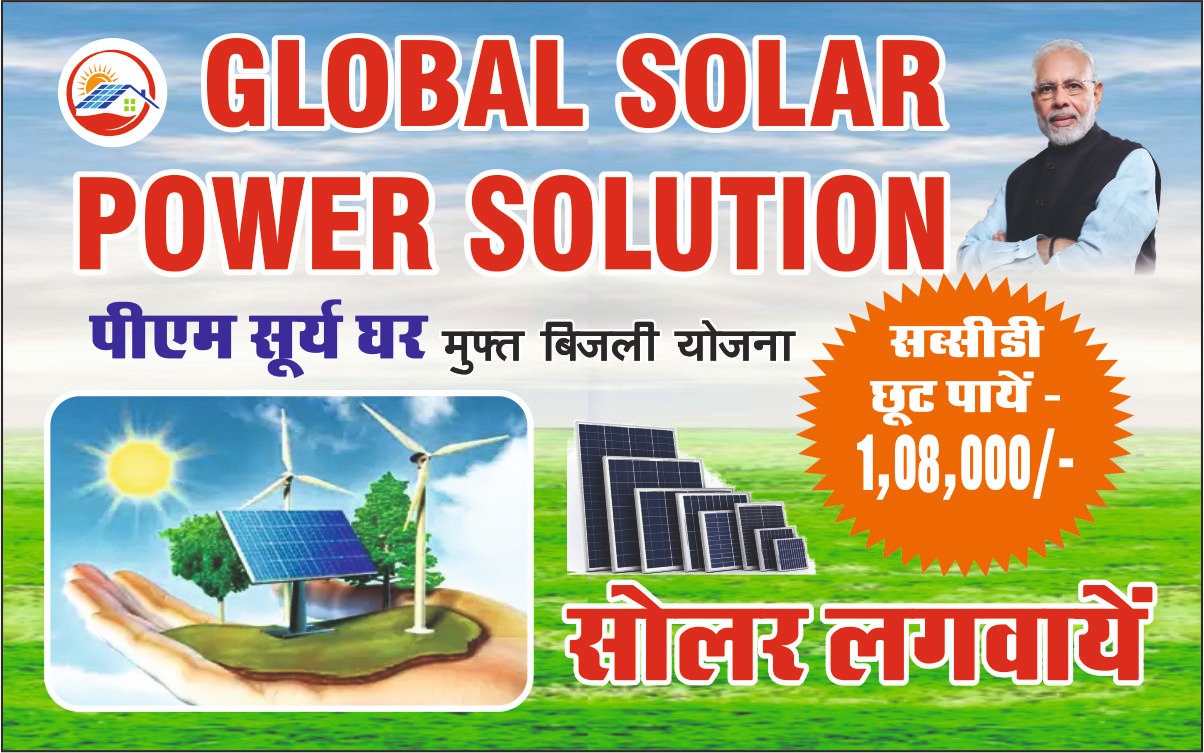 GLOBAL SOLAR
POWER SOLUTION
पीएम सूर्य घर मुफ्त बिजली योजना
सब्सीडी
छूट पायें -
1,08,000/-
सोलर लगवायें